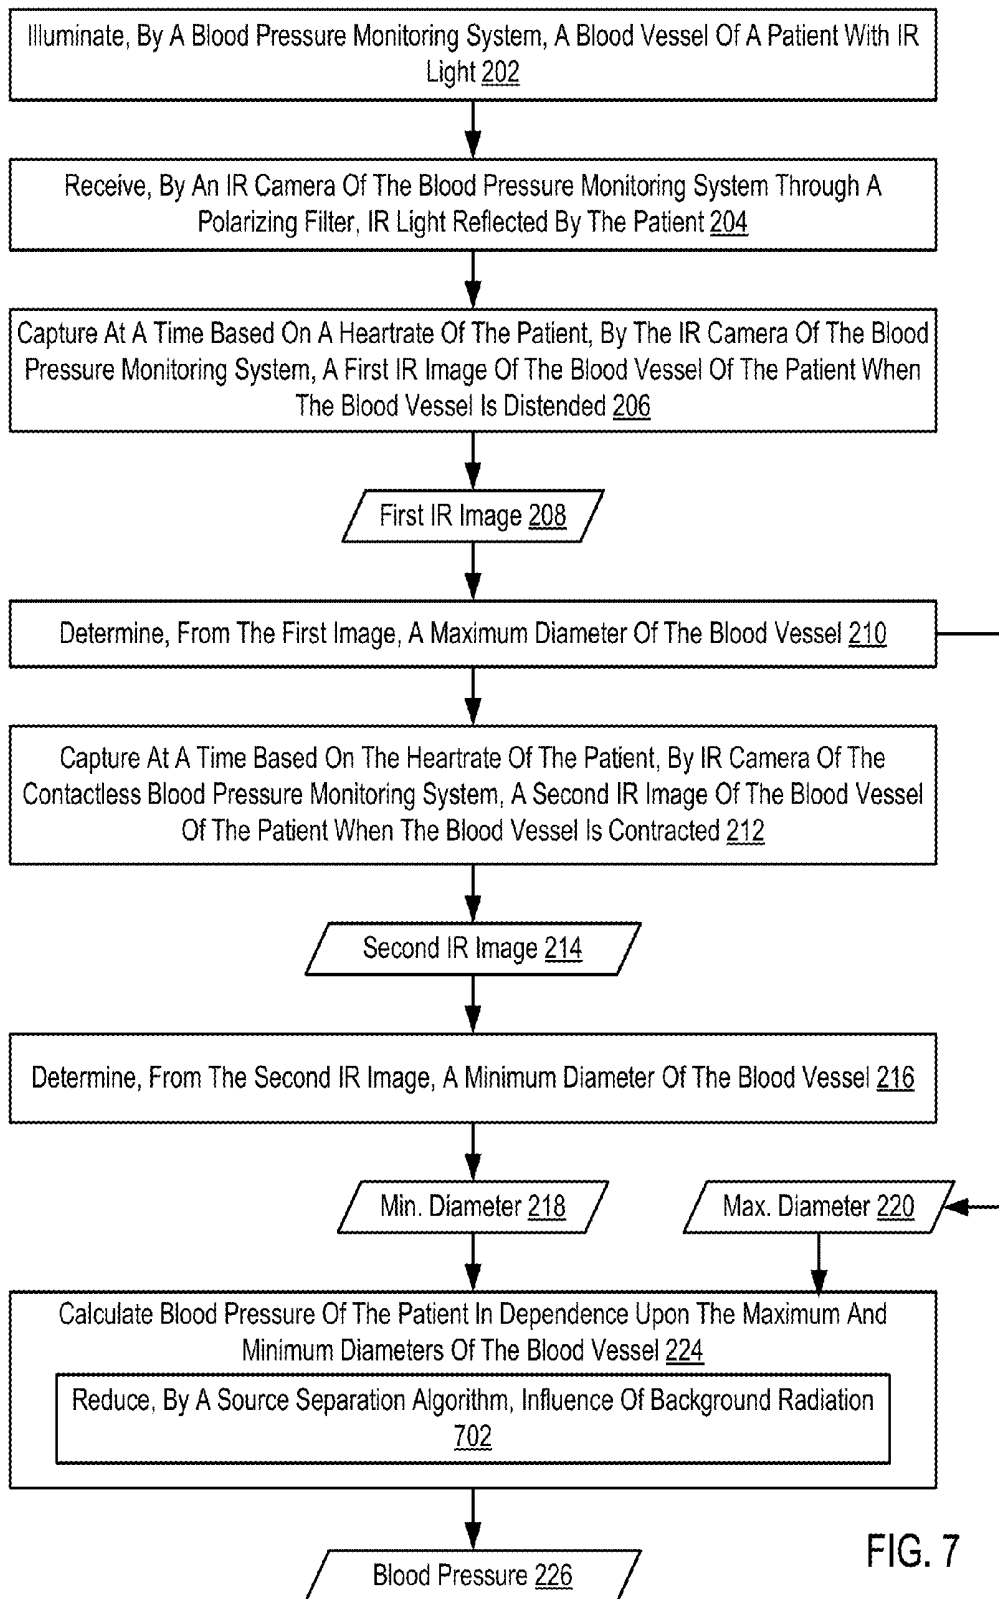 Illuminate, By A Blood Pressure Monitoring System, A Blood Vessel Of A Patient With IR
Light 202
Receive, By An IR Camera Of The Blood Pressure Monitoring System Through A
Polarizing Filter, IR Light Reflected By The Patient 204
Capture At A Time Based On A Heartrate Of The Patient, By The IR Camera Of The Blood
Pressure Monitoring System, A First IR Image Of The Blood Vessel Of The Patient When
The Blood Vessel Is Distended 206
First IR Image 208
Determine, From The First Image, A Maximum Diameter Of The Blood Vessel 210
Capture At A Time Based On The Heartrate Of The Patient, By IR Camera Of The
Contactless Blood Pressure Monitoring System, A Second IR Image Of The Blood Vessel
Of The Patient When The Blood Vessel Is Contracted 212
Second IR Image 214
Determine, From The Second IR Image, A Minimum Diameter Of The Blood Vessel 216
Min. Diameter 218
Max. Diameter 220
Calculate Blood Pressure Of The Patient In Dependence Upon The Maximum And
Minimum Diameters Of The Blood Vessel 224
Reduce, By A Source Separation Algorithm, Influence Of Background Radiation
702
Blood Pressure 226
FIG. 7